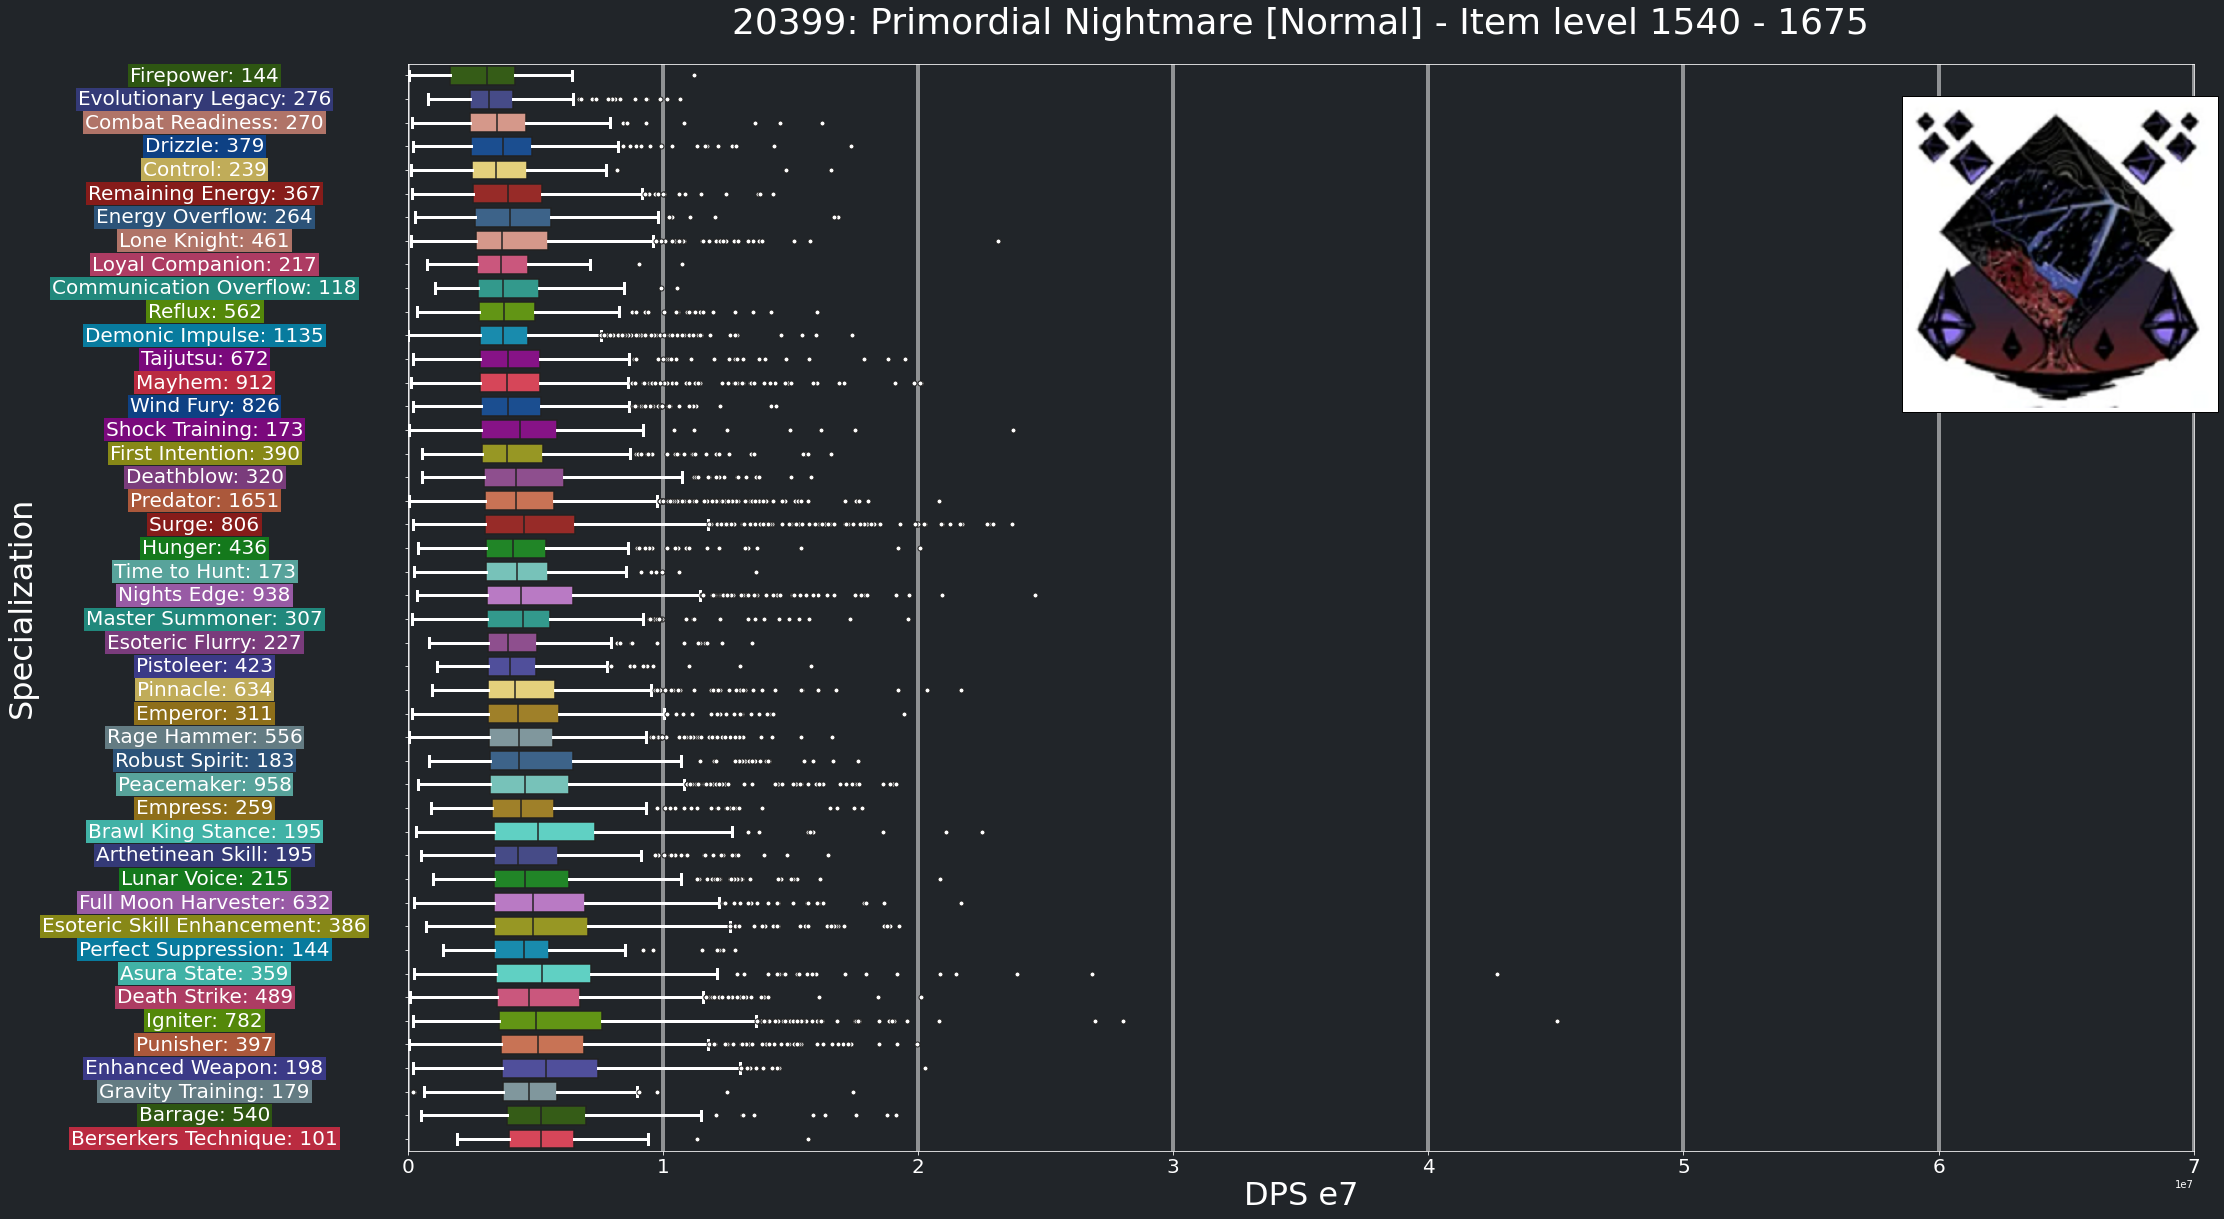 20399: Primordial Nightmare [Normal] - Item level 1540 - 1675
Specialization
Firepower: 144
Evolutionary Legacy: 276
Combat Readiness: 270
Drizzle: 379
Control: 239
Remaining Energy: 367
Energy Overflow: 264
Lone Knight: 461
Loyal Companion: 217
Communication Overflow: 118
Reflux: 562
Demonic Impulse: 1135
Taijutsu: 672
Mayhem: 912
Wind Fury: 826
Shock Training: 173
First Intention: 390
Deathblow: 320
Predator: 1651
Surge: 806
Hunger: 436
Time to Hunt: 173
Nights Edge: 938
Master Summoner: 307
Esoteric Flurry: 227
Pistoleer: 423
Pinnacle: 634
Emperor: 311
Rage Hammer: 556
Robust Spirit: 183
Peacemaker: 958
Empress: 259
Brawl King Stance: 195
Arthetinean Skill: 195
Lunar Voice: 215
Full Moon Harvester: 632
Esoteric Skill Enhancement: 386
Perfect Suppression: 144
Asura State: 359
Death Strike: 489
Igniter: 782
Punisher: 397
Enhanced Weapon: 198
Gravity Training: 179
Barrage: 540
Berserkers Technique: 101
0 1 2 3 4 5 6 7
1e7
DPS e7